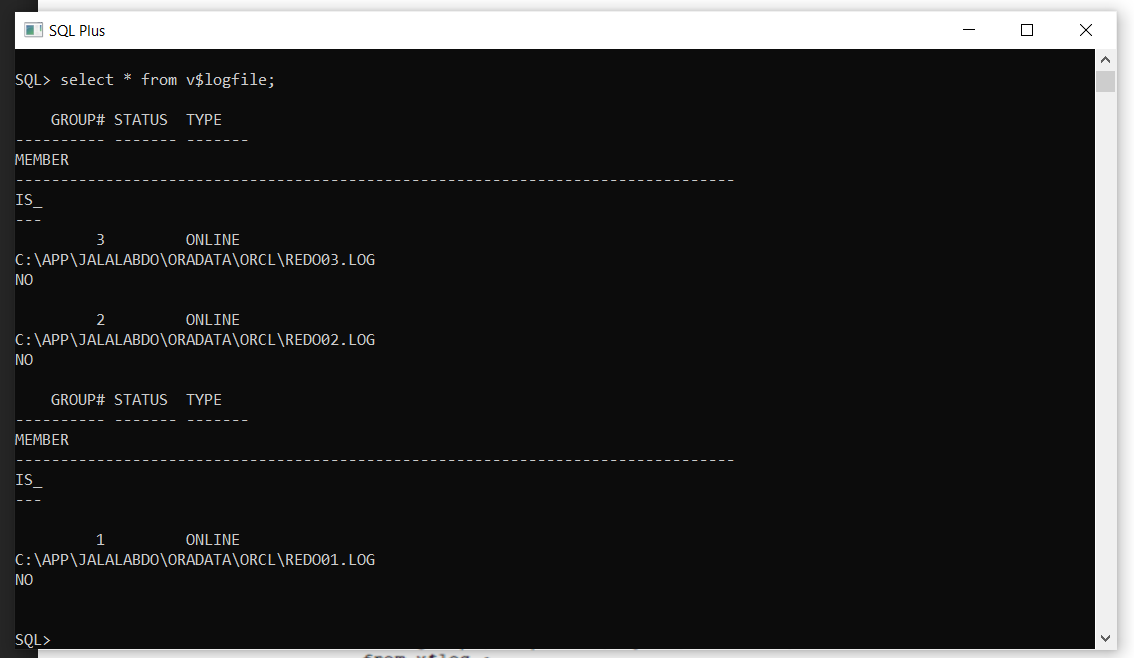 SQL Plus
SQL> select * from v$logfile;
    GROUP# STATUS  TYPE
---------- ------- -------
MEMBER
--------------------------------------------------------------------------------
IS_
---
         3         ONLINE
C:\APP\JALALABDO\ORADATA\ORCL\REDO03.LOG
NO
         2         ONLINE
C:\APP\JALALABDO\ORADATA\ORCL\REDO02.LOG
NO
    GROUP# STATUS  TYPE
---------- ------- -------
MEMBER
--------------------------------------------------------------------------------
IS_
---
         1         ONLINE
C:\APP\JALALABDO\ORADATA\ORCL\REDO01.LOG
NO
SQL>